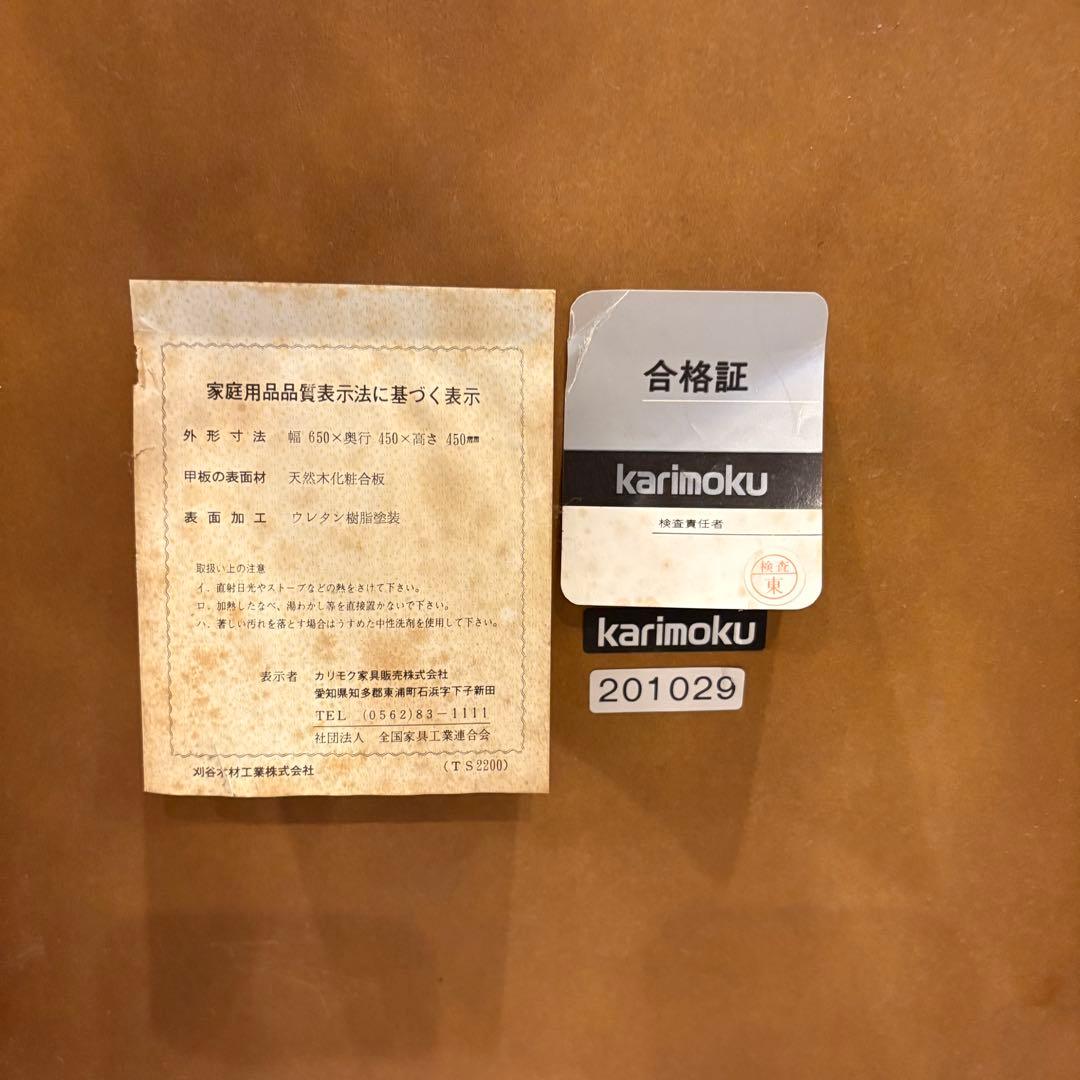 家庭用品品質表示法に基づく表示
外形寸法 幅 650×奥行 450×高さ 450mm
甲板の表面材 天然木化粧合板
表面加工 ウレタン樹脂塗装
取扱い上の注意
イ．直射日光やストーブなどの熱をさけて下さい。
ロ．加熱したなべ、湯わかし等を直接置かないで下さい。
ハ．著しい汚れを落とす場合はうすめた中性洗剤を使用して下さい。
表示者 カリモク家具販売株式会社
愛知県知多郡東浦町石浜字下子新田
TEL (0562)83-1111
社団法人 全国家具工業連合会
刈谷木材工業株式会社 (TS2200)
合格証
karimoku
検査責任者
検査
東
karimoku
201029